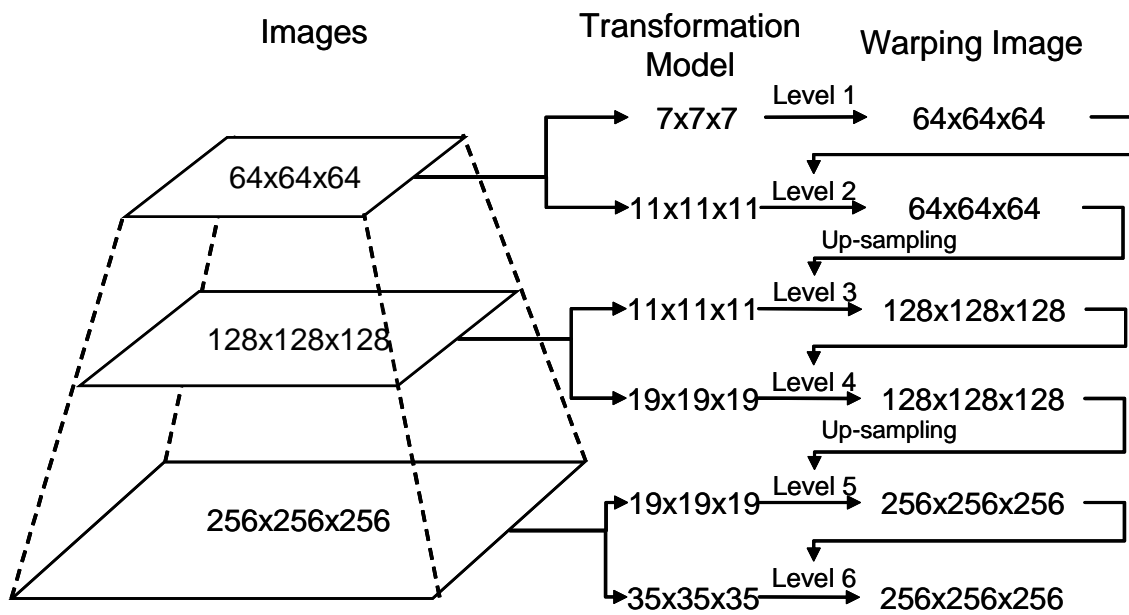 Images
Transformation
Model
Warping Image
Level 1
7x7x7
64x64x64
64x64x64
Level 2
11x11x11
64x64x64
Up-sampling
Level 3
11x11x11
128x128x128
128x128x128
Level 4
19x19x19
128x128x128
Up-sampling
Level 5
19x19x19
256x256x256
256x256x256
Level 6
35x35x35
256x256x256